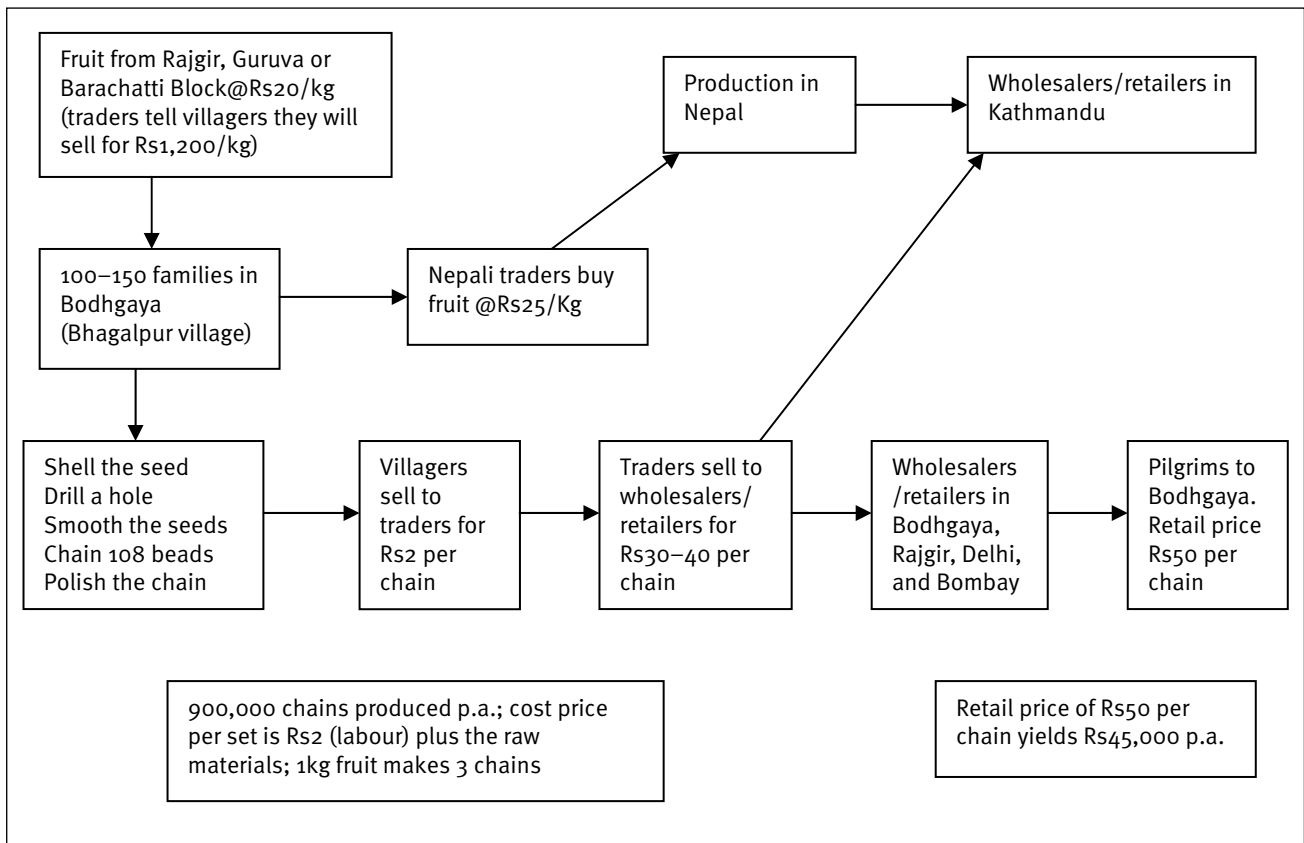 Fruit from Rajgir, Guruva or
Barachatti Block@Rs20/kg
(traders tell villagers they will
sell for Rs1,200/kg)
Production in
Nepal
Wholesalers/retailers in
Kathmandu
100–150 families in
Bodhgaya
(Bhagalpur village)
Nepali traders buy
fruit @Rs25/Kg
Shell the seed
Drill a hole
Smooth the seeds
Chain 108 beads
Polish the chain
Villagers
sell to
traders for
Rs2 per
chain
Traders sell to
wholesalers/
retailers for
Rs30–40 per
chain
Wholesalers
/retailers in
Bodhgaya,
Rajgir, Delhi,
and Bombay
Pilgrims to
Bodhgaya.
Retail price
Rs50 per
chain
900,000 chains produced p.a.; cost price
per set is Rs2 (labour) plus the raw
materials; 1kg fruit makes 3 chains
Retail price of Rs50 per
chain yields Rs45,000 p.a.